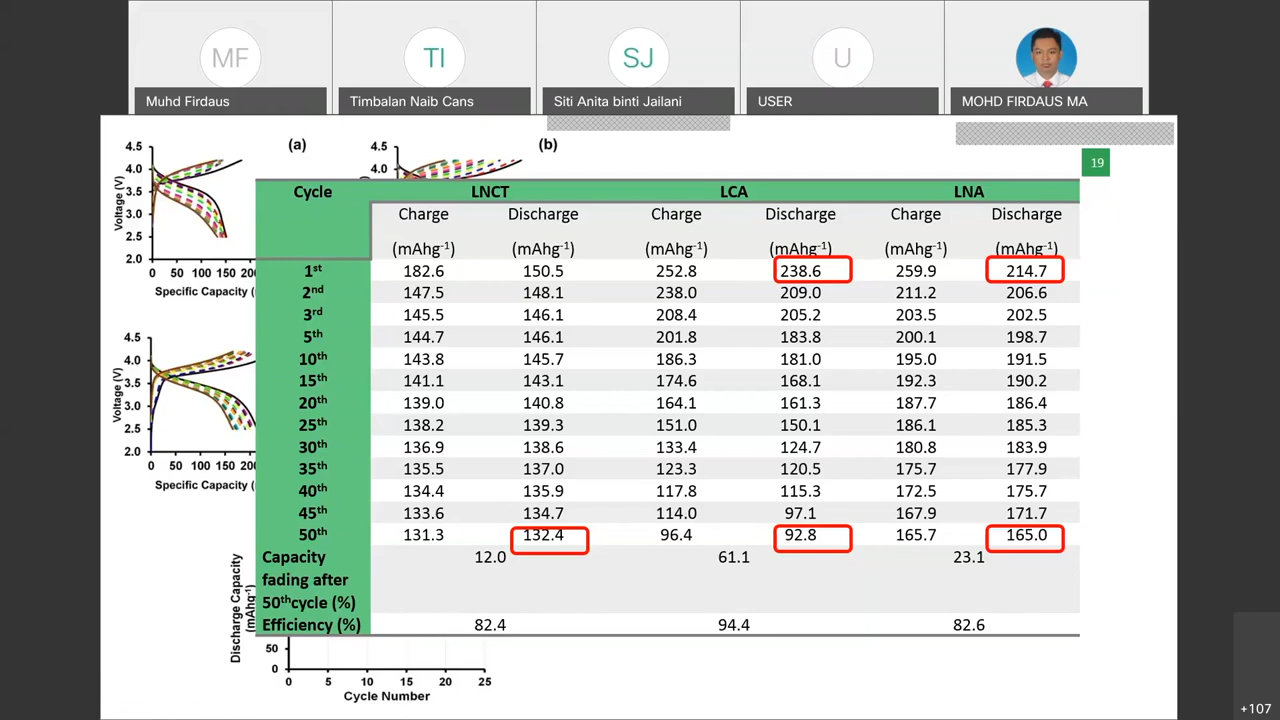 MF
TI
SJ
U
Muhd Firdaus
Timbalan Naib Cans
Siti Anita binti Jailani
USER
MOHD FIRDAUS MA
19
(a)
(b)
4.5
4.0
3.5
3.0
2.5
2.0
Voltage (V)
0 50 100 150 200
Specific Capacity (
4.5
4.0
4.5
4.0
3.5
3.0
2.5
2.0
Voltage (V)
0 50 100 150 200
Specific Capacity (
Cycle LNCT LCA LNA
Charge Discharge Charge Discharge Charge Discharge
(mAhg-1) (mAhg-1) (mAhg-1) (mAhg-1) (mAhg-1) (mAhg-1)
1st 182.6 150.5 252.8 238.6 259.9 214.7
2nd 147.5 148.1 238.0 209.0 211.2 206.6
3rd 145.5 146.1 208.4 205.2 203.5 202.5
5th 144.7 146.1 201.8 183.8 200.1 198.7
10th 143.8 145.7 186.3 181.0 195.0 191.5
15th 141.1 143.1 174.6 168.1 192.3 190.2
20th 139.0 140.8 164.1 161.3 187.7 186.4
25th 138.2 139.3 151.0 150.1 186.1 185.3
30th 136.9 138.6 133.4 124.7 180.8 183.9
35th 135.5 137.0 123.3 120.5 175.7 177.9
40th 134.4 135.9 117.8 115.3 172.5 175.7
45th 133.6 134.7 114.0 97.1 167.9 171.7
50th 131.3 132.4 96.4 92.8 165.7 165.0
Capacity 12.0 61.1 23.1
fading after
50thcycle (%)
Efficiency (%) 82.4 94.4 82.6
Discharge Capacity
(mAhg-1)
50
0
0 5 10 15 20 25
Cycle Number
+107